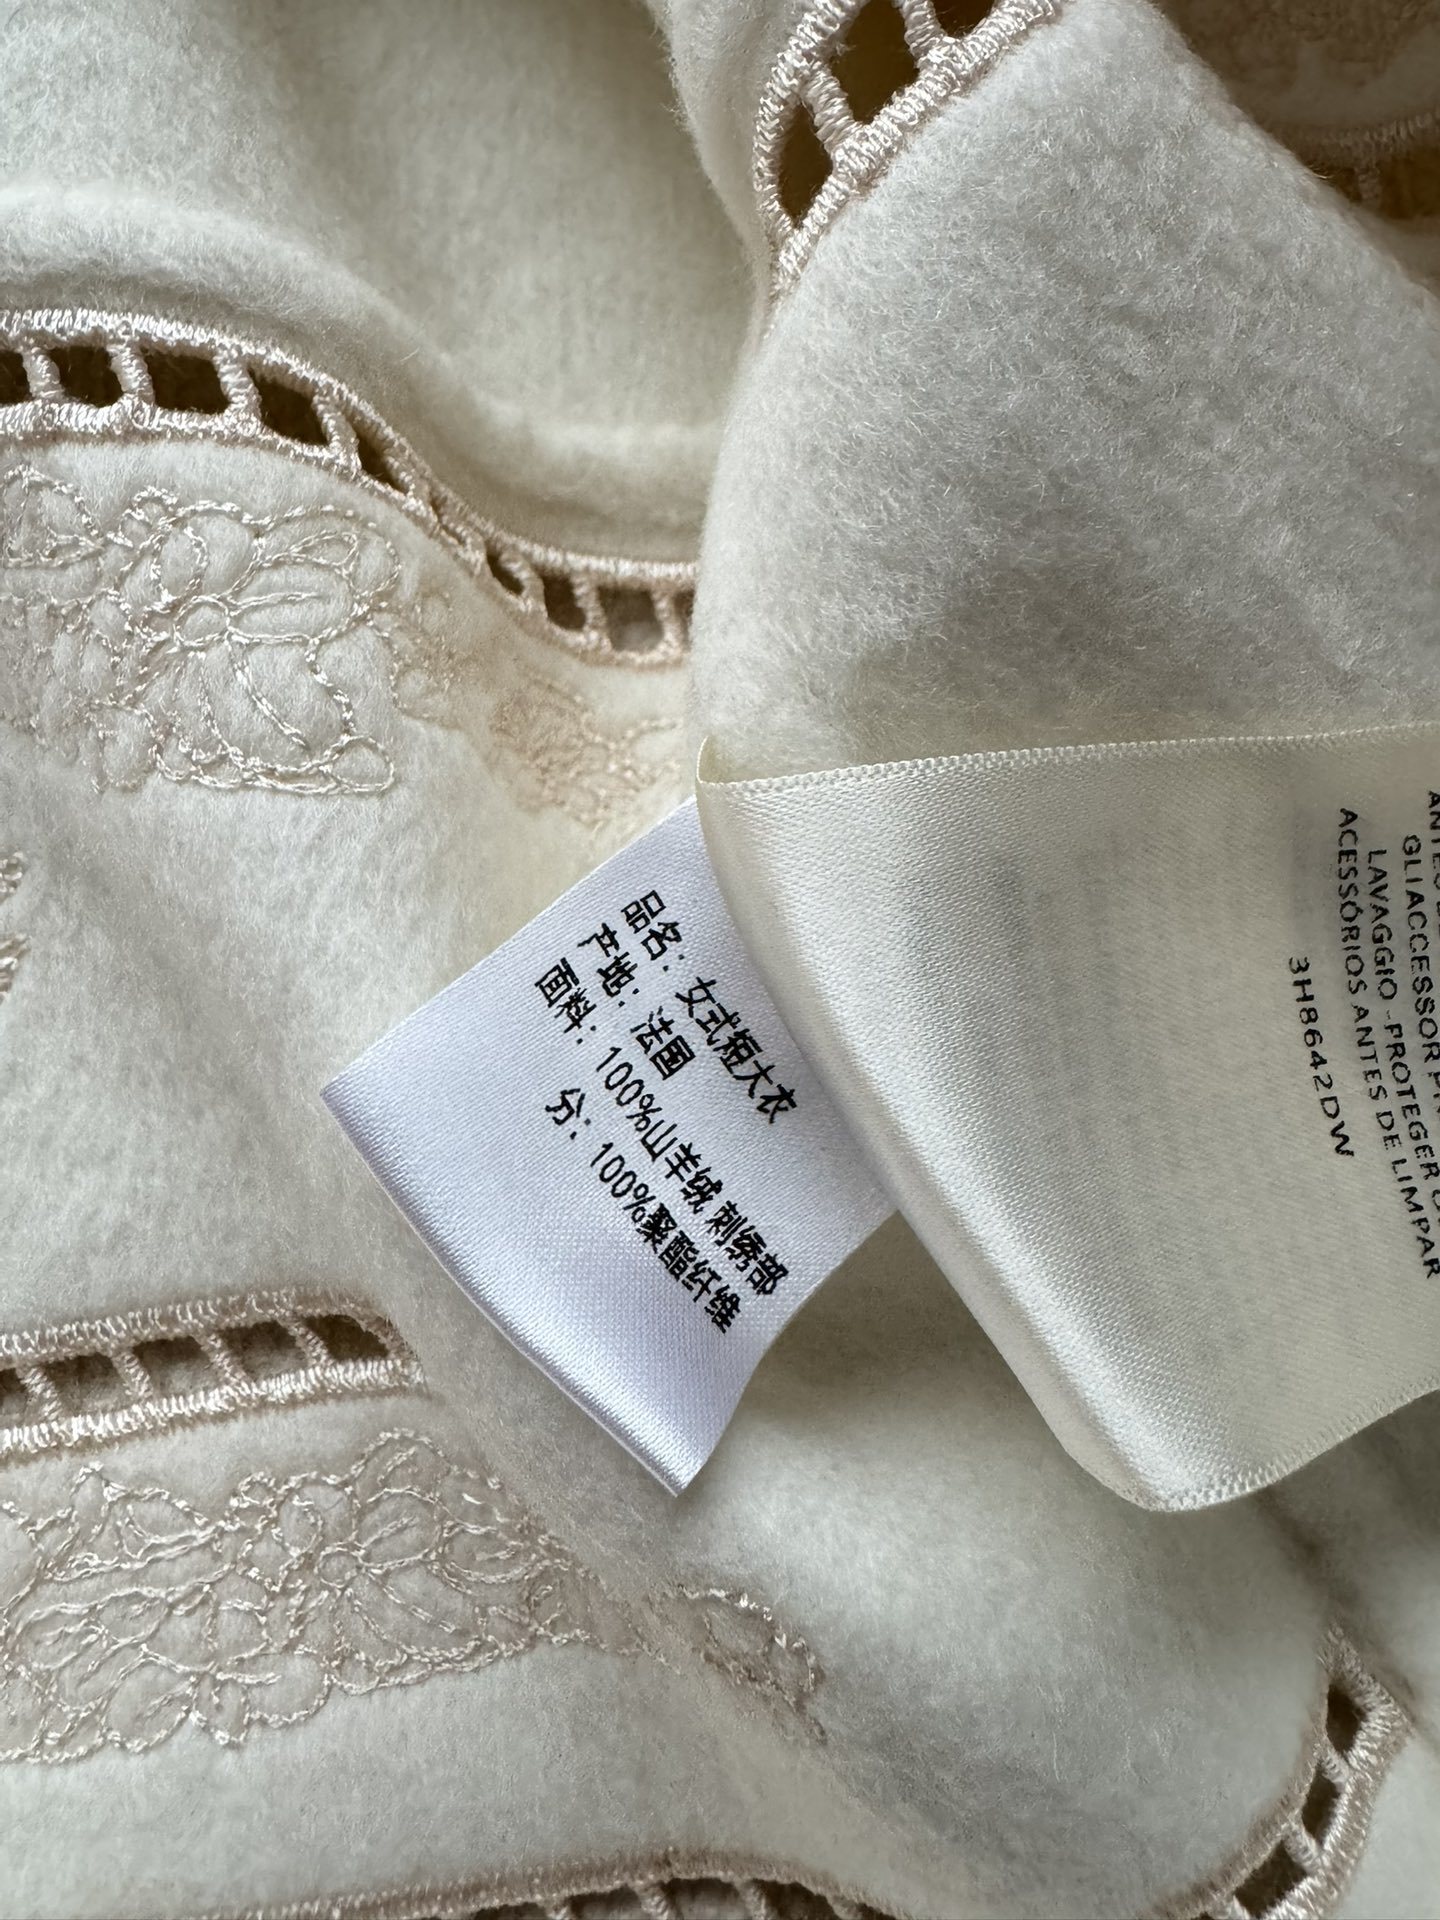 品名：女式短大衣
产地：法国
面料：100%山羊绒 刺绣部
分：100%聚酯纤维
GLI ACCESSORI
LAVAGGIO - PROTEGER
ACESSÓRIOS ANTES DE LIMPAR
3H8642DW